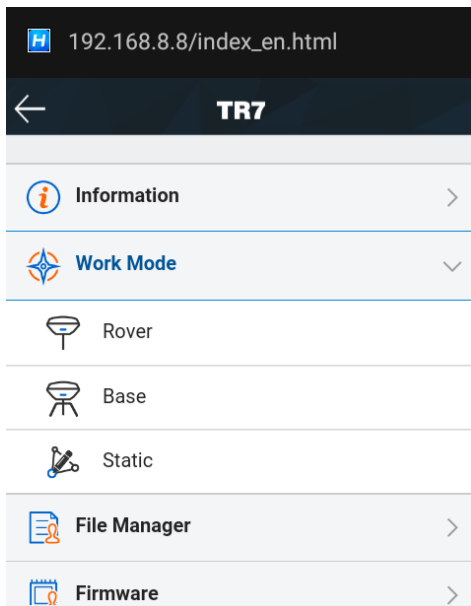 H 192.168.8.8/index_en.html
TR7
Information
Work Mode
Rover
Base
Static
File Manager
Firmware